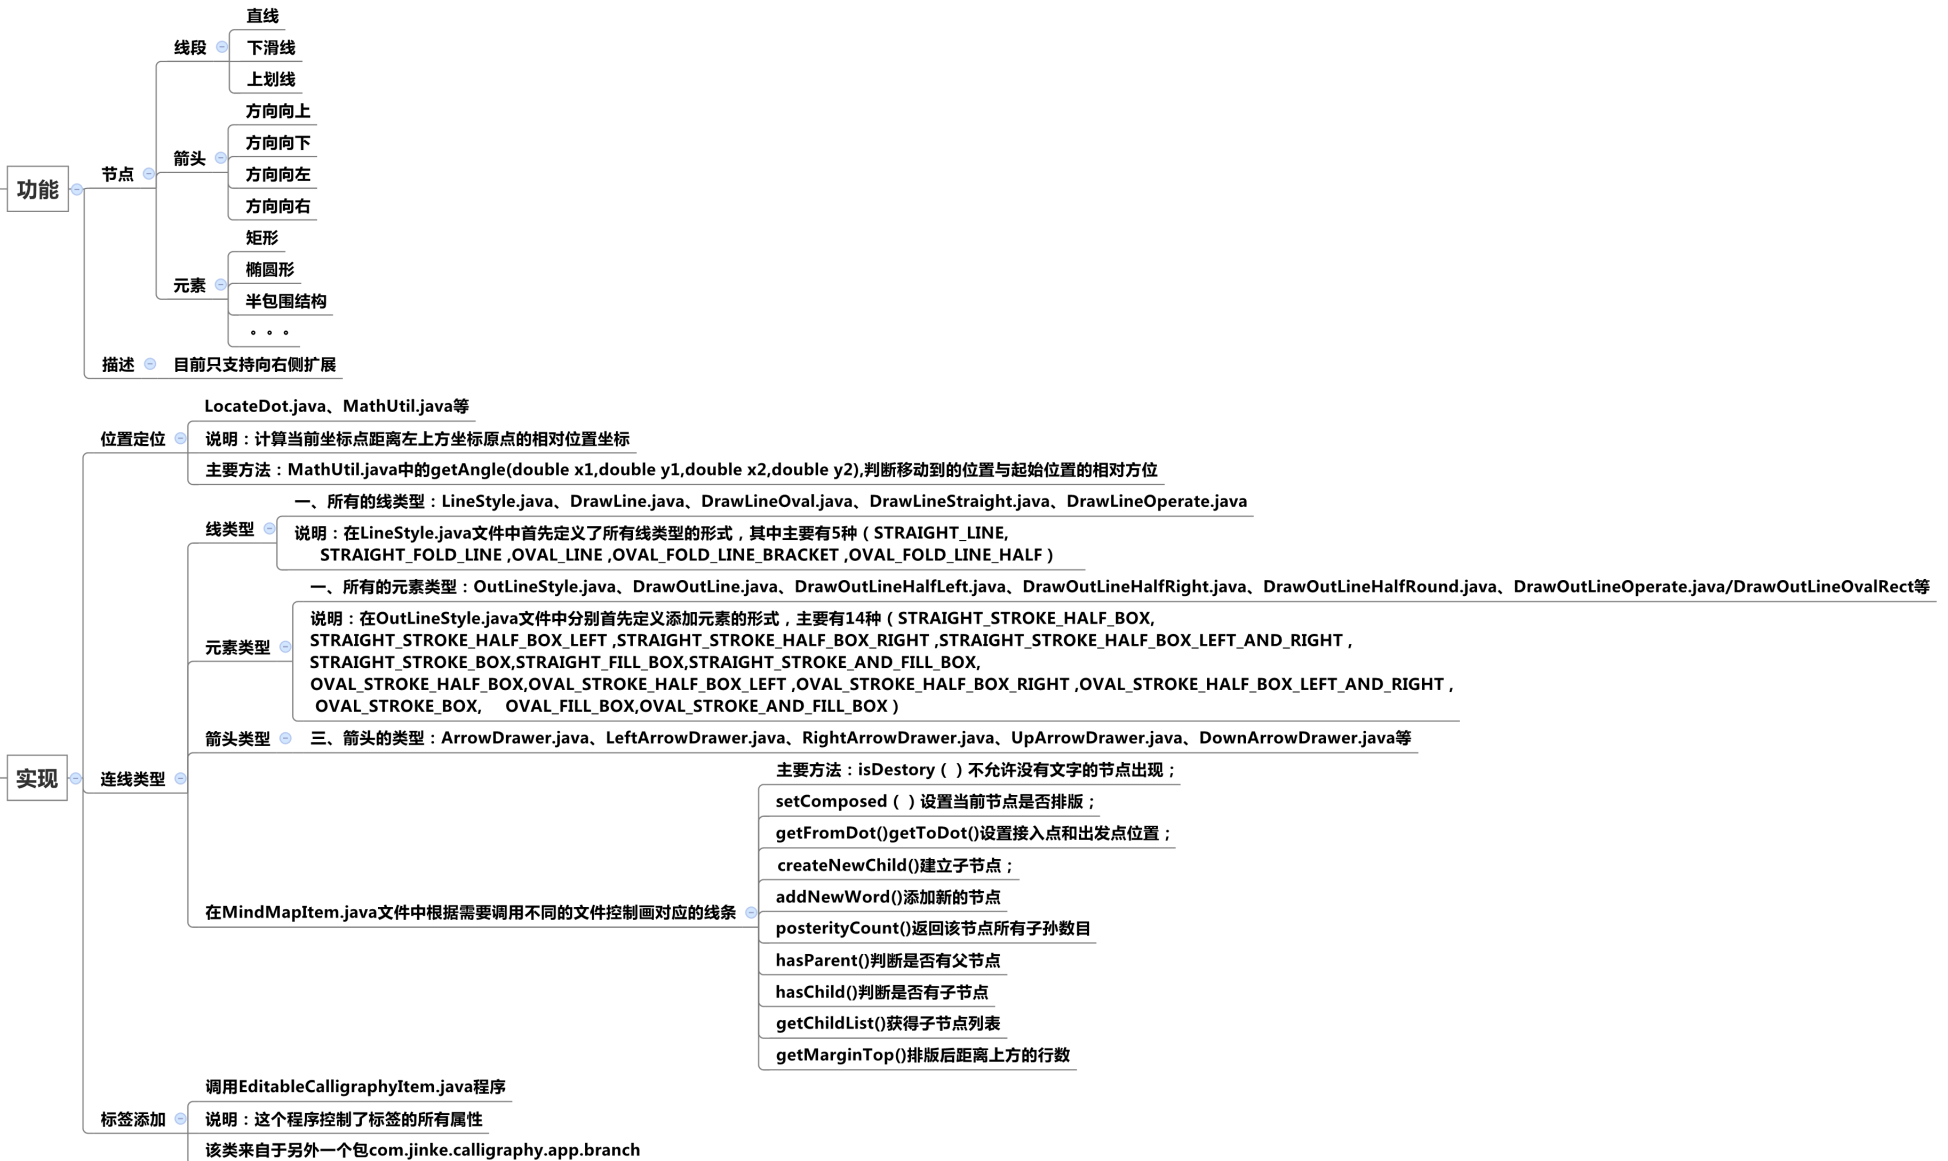 功能
节点
线段
直线
下滑线
上划线
箭头
方向向上
方向向下
方向向左
方向向右
元素
矩形
椭圆形
半包围结构
。。。
描述
目前只支持向右侧扩展
实现
位置定位
LocateDot.java、MathUtil.java等
说明：计算当前坐标点距离左上方坐标原点的相对位置坐标
主要方法：MathUtil.java中的getAngle(double x1,double y1,double x2,double y2),判断移动到的位置与起始位置的相对方位
连线类型
线类型
一、所有的线类型：LineStyle.java、DrawLine.java、DrawLineOval.java、DrawLineStraight.java、DrawLineOperate.java
说明：在LineStyle.java文件中首先定义了所有线类型的形式，其中主要有5种（STRAIGHT_LINE,
STRAIGHT_FOLD_LINE ,OVAL_LINE ,OVAL_FOLD_LINE_BRACKET ,OVAL_FOLD_LINE_HALF）
元素类型
一、所有的元素类型：OutLineStyle.java、DrawOutLine.java、DrawOutLineHalfLeft.java、DrawOutLineHalfRight.java、DrawOutLineHalfRound.java、DrawOutLineOperate.java/DrawOutLineOvalRect等
说明：在OutLineStyle.java文件中分别首先定义添加元素的形式，主要有14种（STRAIGHT_STROKE_HALF_BOX,
STRAIGHT_STROKE_HALF_BOX_LEFT ,STRAIGHT_STROKE_HALF_BOX_RIGHT ,STRAIGHT_STROKE_HALF_BOX_LEFT_AND_RIGHT ,
STRAIGHT_STROKE_BOX,STRAIGHT_FILL_BOX,STRAIGHT_STROKE_AND_FILL_BOX,
OVAL_STROKE_HALF_BOX,OVAL_STROKE_HALF_BOX_LEFT ,OVAL_STROKE_HALF_BOX_RIGHT ,OVAL_STROKE_HALF_BOX_LEFT_AND_RIGHT ,
OVAL_STROKE_BOX, OVAL_FILL_BOX,OVAL_STROKE_AND_FILL_BOX）
箭头类型
三、箭头的类型：ArrowDrawer.java、LeftArrowDrawer.java、RightArrowDrawer.java、UpArrowDrawer.java、DownArrowDrawer.java等
在MindMapItem.java文件中根据需要调用不同的文件控制画对应的线条
主要方法：isDestory（）不允许没有文字的节点出现；
setComposed（）设置当前节点是否排版；
getFromDot()getToDot()设置接入点和出发点位置；
createNewChild()建立子节点；
addNewWord()添加新的节点
posterityCount()返回该节点所有子孙数目
hasParent()判断是否有父节点
hasChild()判断是否有子节点
getChildList()获得子节点列表
getMarginTop()排版后距离上方的行数
标签添加
调用EditableCalligraphyItem.java程序
说明：这个程序控制了标签的所有属性
该类来自于另外一个包com.jinke.calligraphy.app.branch